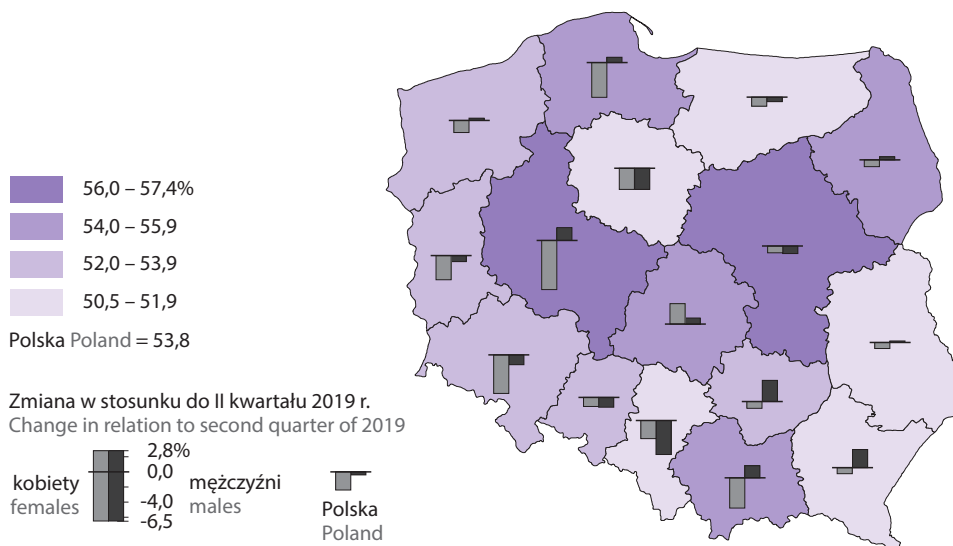 56,0 – 57,4%
54,0 – 55,9
52,0 – 53,9
50,5 – 51,9
Polska Poland = 53,8
Zmiana w stosunku do II kwartału 2019 r.
Change in relation to second quarter of 2019
kobiety
females
2,8%
0,0
-4,0
-6,5
mężczyźni
males
Polska
Poland